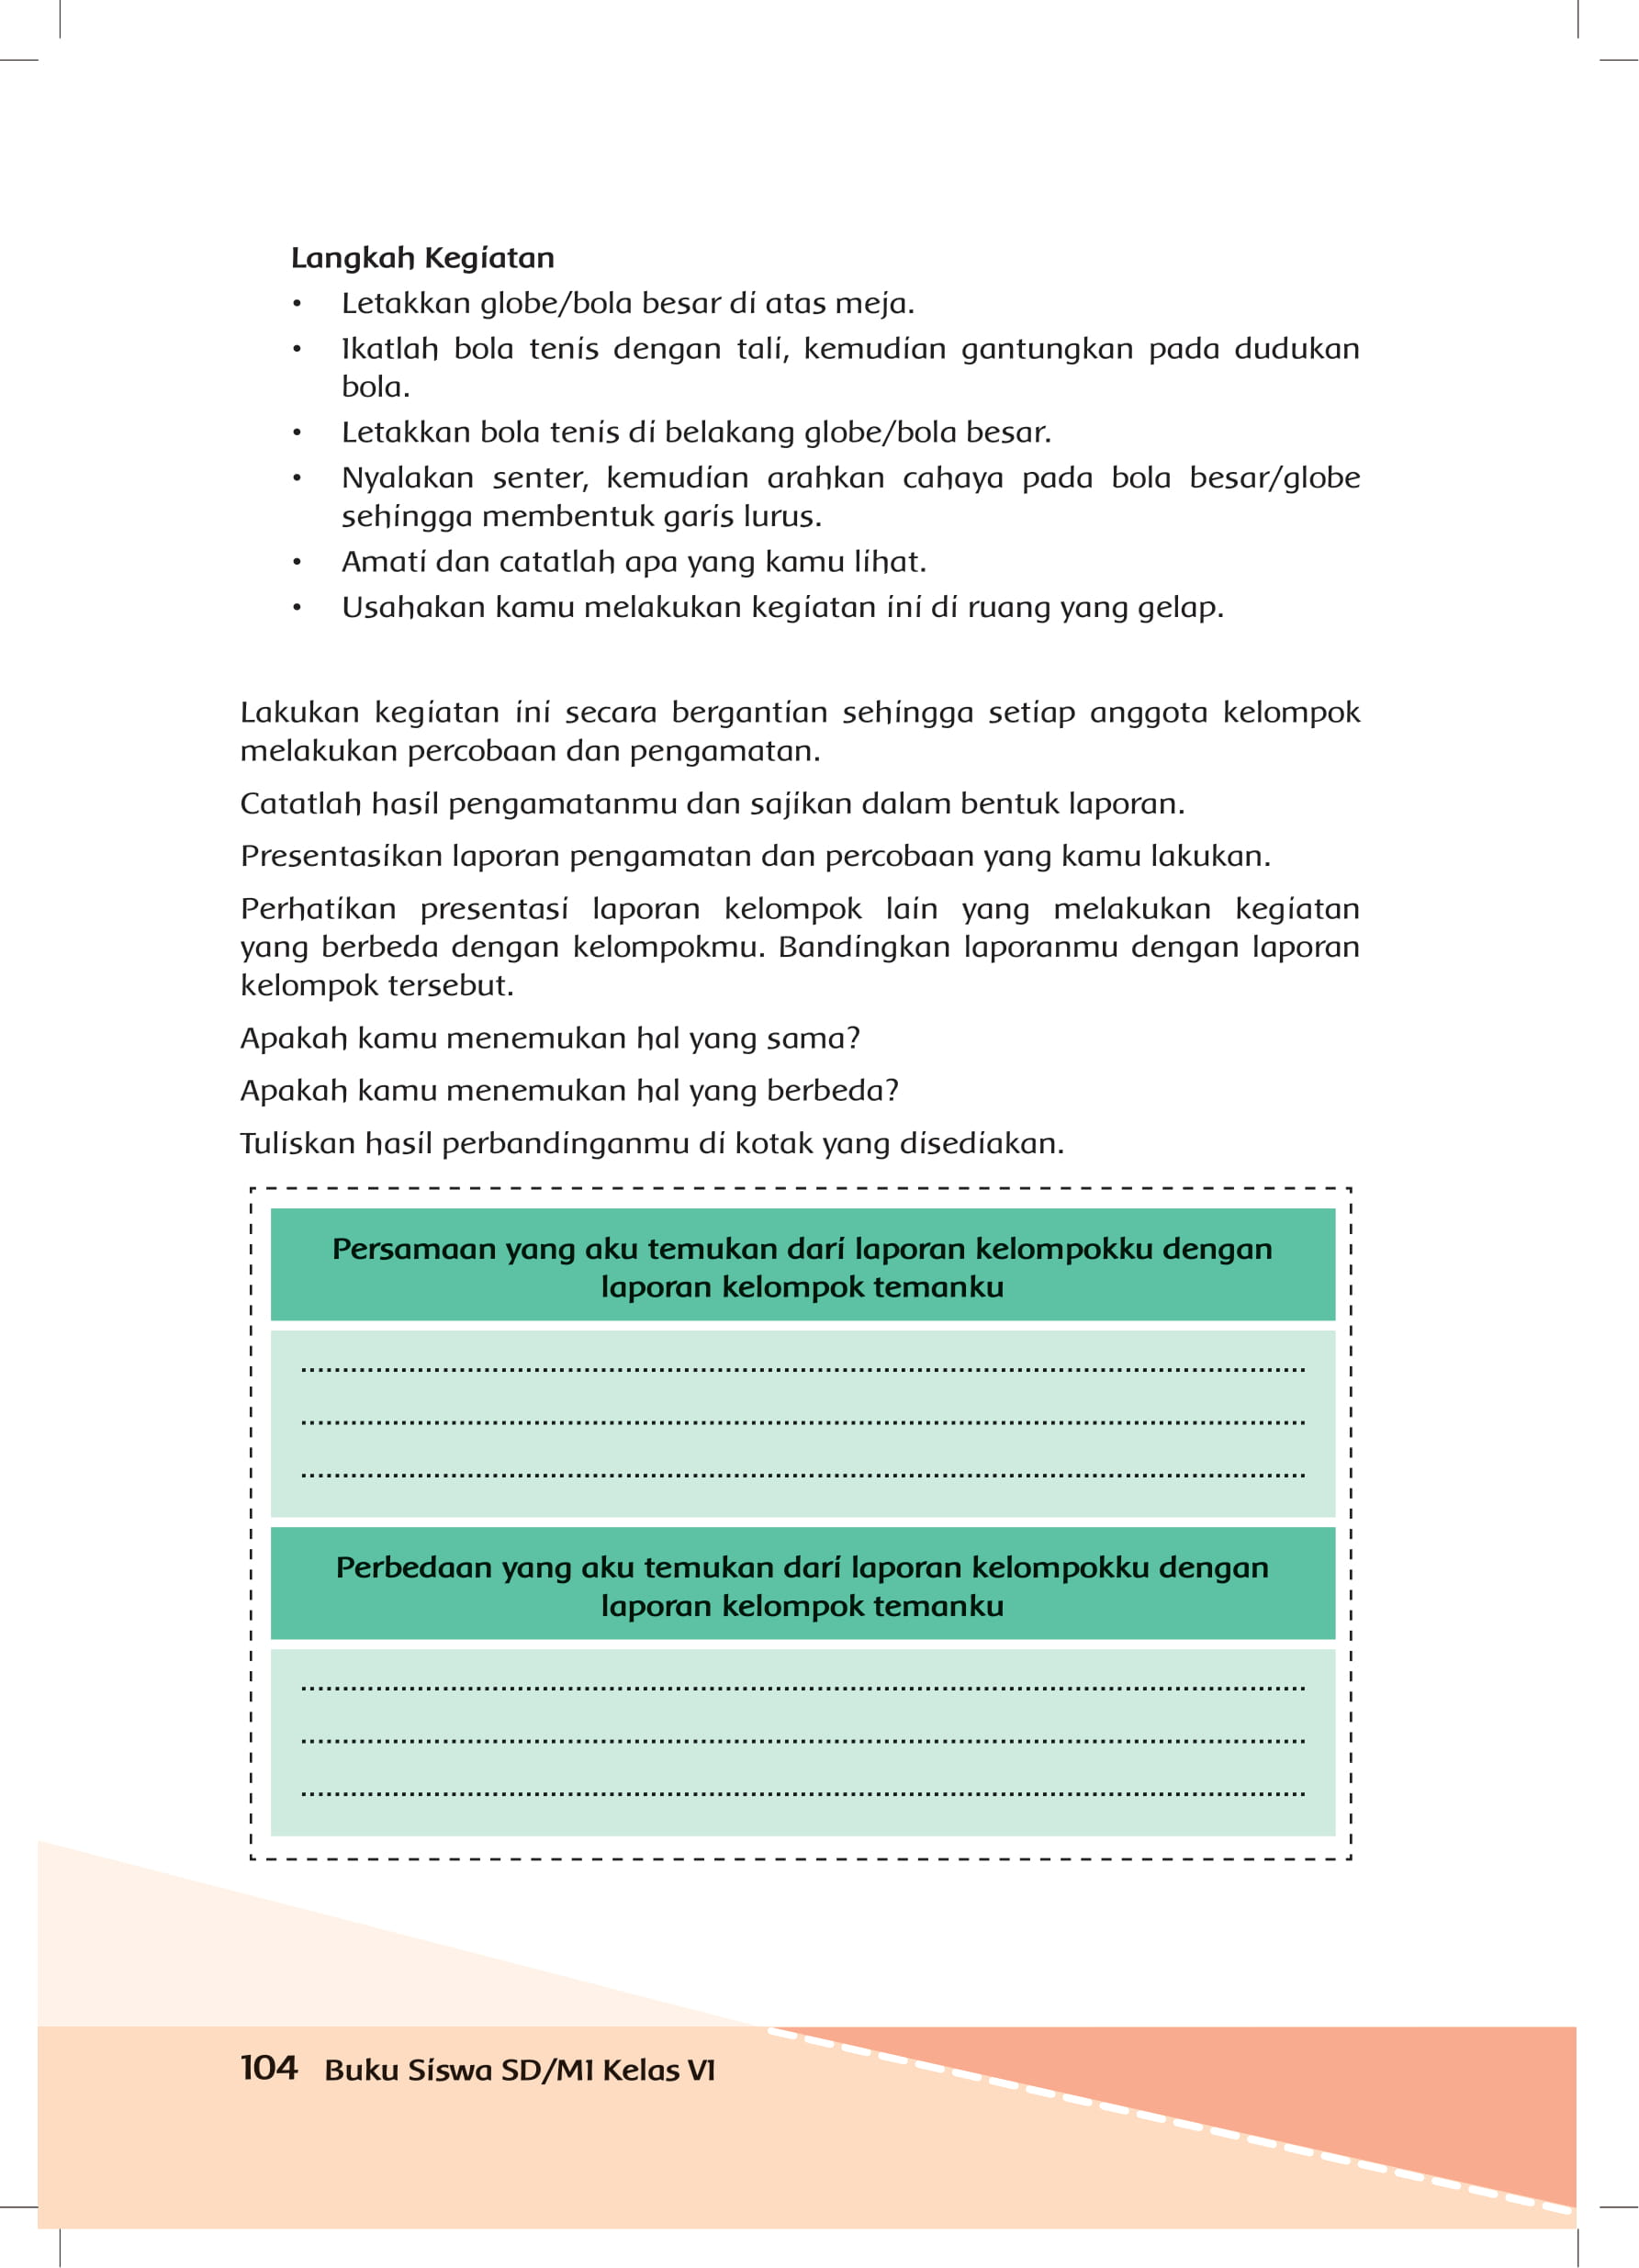 Langkah Kegiatan
• Letakkan globe/bola besar di atas meja.
• Ikatlah bola tenis dengan tali, kemudian gantungkan pada dudukan
bola.
• Letakkan bola tenis di belakang globe/bola besar.
• Nyalakan senter, kemudian arahkan cahaya pada bola besar/globe
sehingga membentuk garis lurus.
• Amati dan catatlah apa yang kamu lihat.
• Usahakan kamu melakukan kegiatan ini di ruang yang gelap.
Lakukan kegiatan ini secara bergantian sehingga setiap anggota kelompok
melakukan percobaan dan pengamatan.
Catatlah hasil pengamatanmu dan sajikan dalam bentuk laporan.
Presentasikan laporan pengamatan dan percobaan yang kamu lakukan.
Perhatikan presentasi laporan kelompok lain yang melakukan kegiatan
yang berbeda dengan kelompokmu. Bandingkan laporanmu dengan laporan
kelompok tersebut.
Apakah kamu menemukan hal yang sama?
Apakah kamu menemukan hal yang berbeda?
Tuliskan hasil perbandinganmu di kotak yang disediakan.
Persamaan yang aku temukan dari laporan kelompokku dengan
laporan kelompok temanku
Perbedaan yang aku temukan dari laporan kelompokku dengan
laporan kelompok temanku
104 Buku Siswa SD/MI Kelas VI